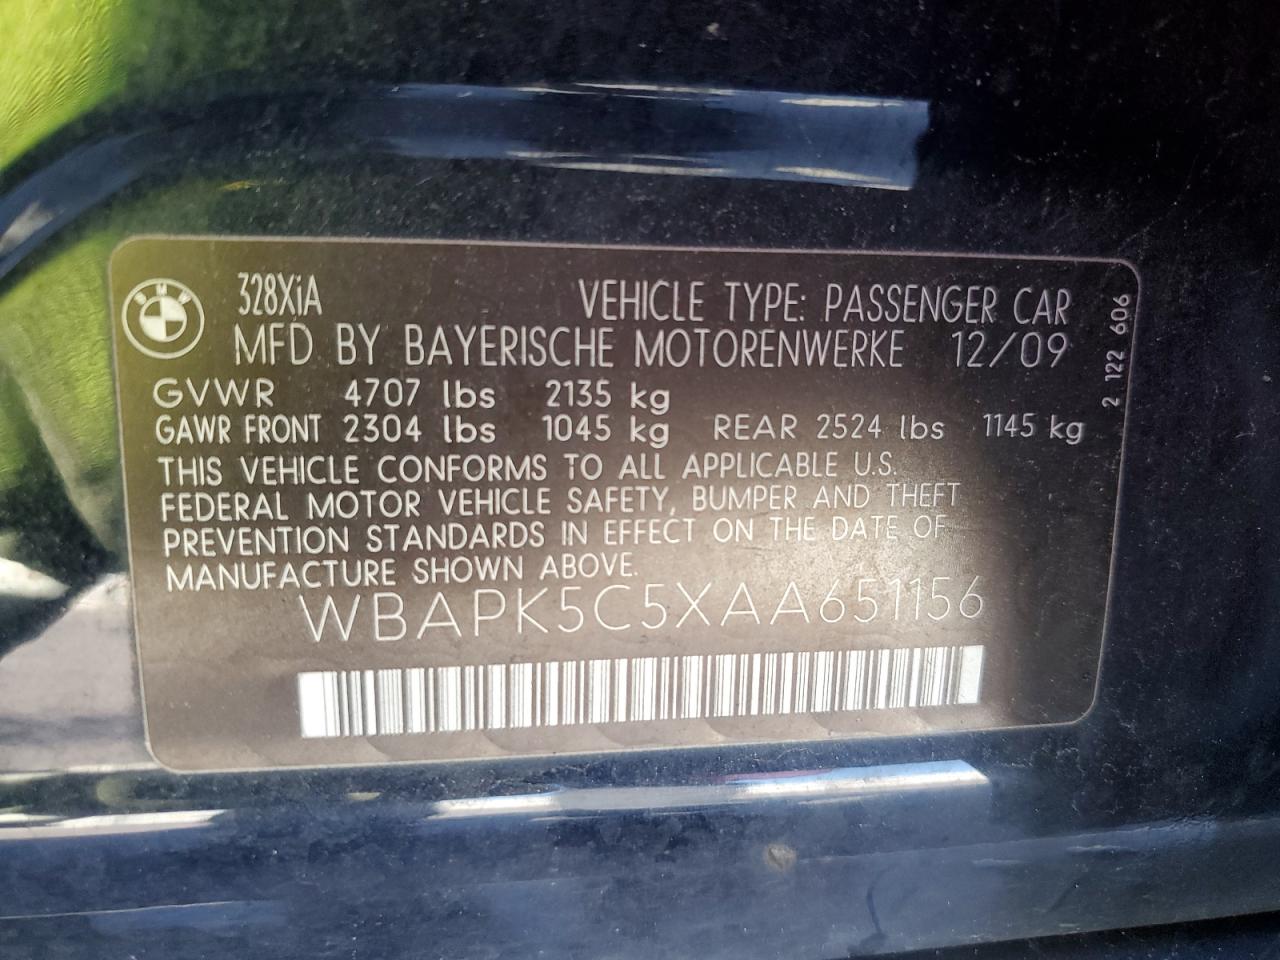 BMW
328XiA VEHICLE TYPE: PASSENGER CAR
MFD BY BAYERISCHE MOTORENWERKE 12/09
GVWR 4707 lbs 2135 kg
GAWR FRONT 2304 lbs 1045 kg REAR 2524 lbs 1145 kg
THIS VEHICLE CONFORMS TO ALL APPLICABLE U.S.
FEDERAL MOTOR VEHICLE SAFETY, BUMPER AND THEFT
PREVENTION STANDARDS IN EFFECT ON THE DATE OF
MANUFACTURE SHOWN ABOVE.
WBAPK5C5XAA651156
2 122 606